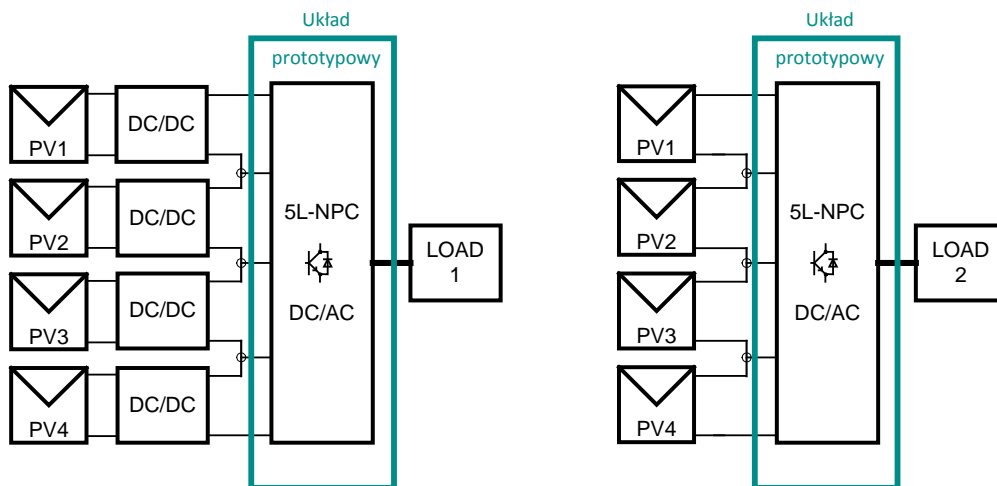 Układ
prototypowy
PV1
DC/DC
PV2
DC/DC
PV3
DC/DC
PV4
DC/DC
5L-NPC
DC/AC
LOAD
1
Układ
prototypowy
PV1
PV2
PV3
PV4
5L-NPC
DC/AC
LOAD
2